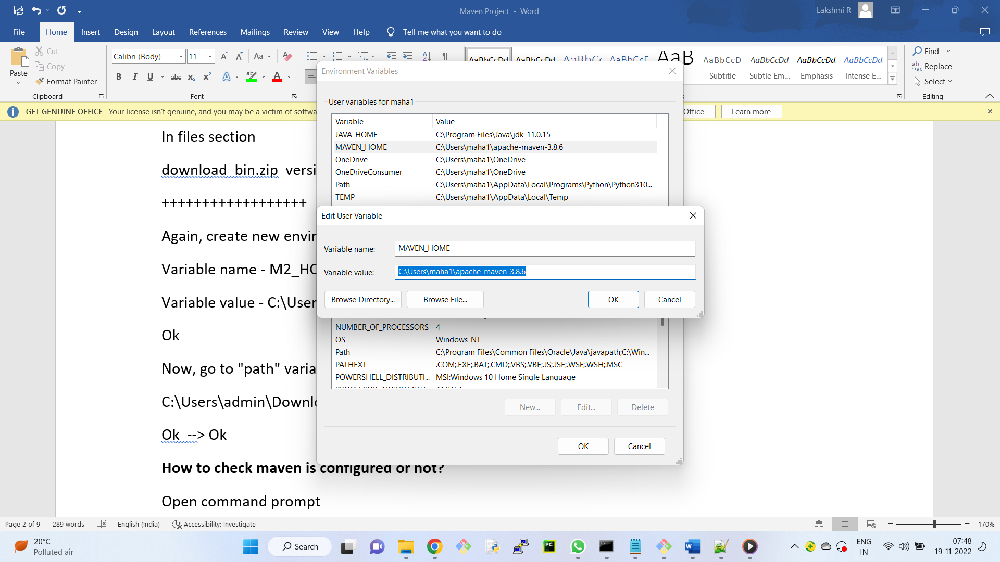 Maven Project - Word
Lakshmi R
File Home Insert Design Layout References Mailings Review View Help Tell me what you want to do
Paste
Cut
Copy
Format Painter
Clipboard
Calibri (Body) 11
Aa
B I U abc x₂ x² A ab A
Font
AaBbCcDd AaBbCcDd AaBbC AaBbCcD AaBbCcDd AaBbCcDd AaBbCcDd
Subtitle Subtle Em... Emphasis Intense E...
Find
Replace
Select
Editing
GET GENUINE OFFICE Your license isn't genuine, and you may be a victim of softwa
Office
Learn more
In files section
download bin.zip versi
++++++++++++++++++
Again, create new envir
Variable name - M2_HO
Variable value - C:\User
Ok
Now, go to "path" varia
C:\Users\admin\Downlo
Ok --> Ok
How to check maven is configured or not?
Open command prompt
Environment Variables
User variables for maha1
Variable Value
JAVA_HOME C:\Program Files\Java\jdk-11.0.15
MAVEN_HOME C:\Users\maha1\apache-maven-3.8.6
OneDrive C:\Users\maha1\OneDrive
OneDriveConsumer C:\Users\maha1\OneDrive
Path C:\Users\maha1\AppData\Local\Programs\Python\Python310...
TEMP C:\Users\maha1\AppData\Local\Temp
Edit User Variable
Variable name: MAVEN_HOME
Variable value: C:\Users\maha1\apache-maven-3.8.6
Browse Directory... Browse File... OK Cancel
NUMBER_OF_PROCESSORS 4
OS Windows_NT
Path C:\Program Files\Common Files\Oracle\Java\javapath;C:\Win...
PATHEXT .COM;.EXE;.BAT;.CMD;.VBS;.VBE;.JS;.JSE;.WSF;.WSH;.MSC
POWERSHELL_DISTRIBUTI... MSI:Windows 10 Home Single Language
New... Edit... Delete
OK Cancel
Page 2 of 9 289 words English (India) Accessibility: Investigate
170%
20°C
Polluted air
Search
PC
ENG
IN
07:48
19-11-2022